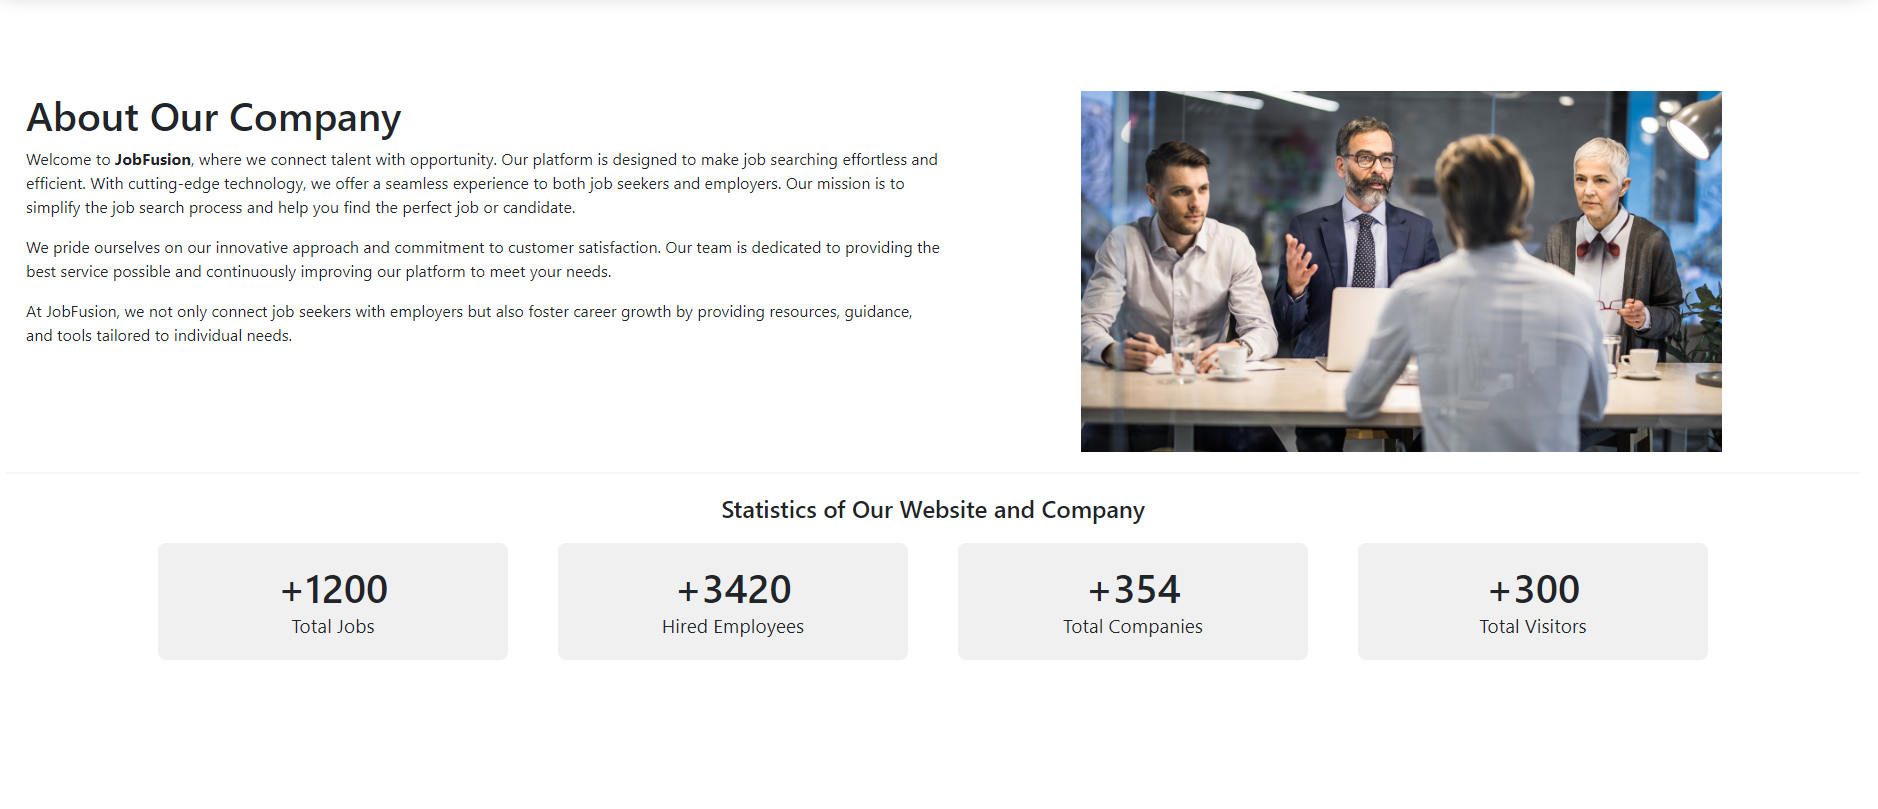 About Our Company
Welcome to JobFusion, where we connect talent with opportunity. Our platform is designed to make job searching effortless and
efficient. With cutting-edge technology, we offer a seamless experience to both job seekers and employers. Our mission is to
simplify the job search process and help you find the perfect job or candidate.
We pride ourselves on our innovative approach and commitment to customer satisfaction. Our team is dedicated to providing the
best service possible and continuously improving our platform to meet your needs.
At JobFusion, we not only connect job seekers with employers but also foster career growth by providing resources, guidance,
and tools tailored to individual needs.
Statistics of Our Website and Company
+1200
Total Jobs
+3420
Hired Employees
+354
Total Companies
+300
Total Visitors